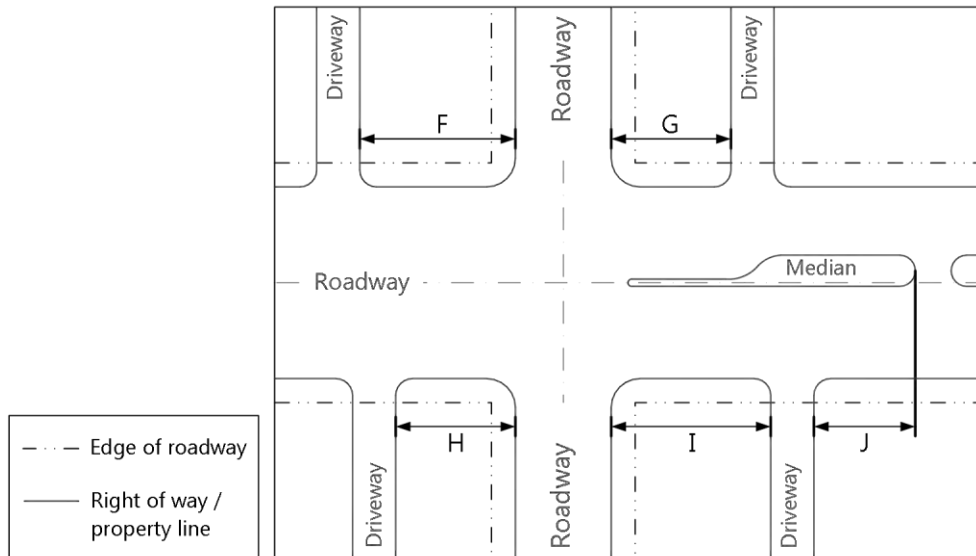 Driveway
Roadway
Driveway
F
G
Median
Roadway
H
I
J
Driveway
Roadway
Driveway
Edge of roadway
Right of way /
property line